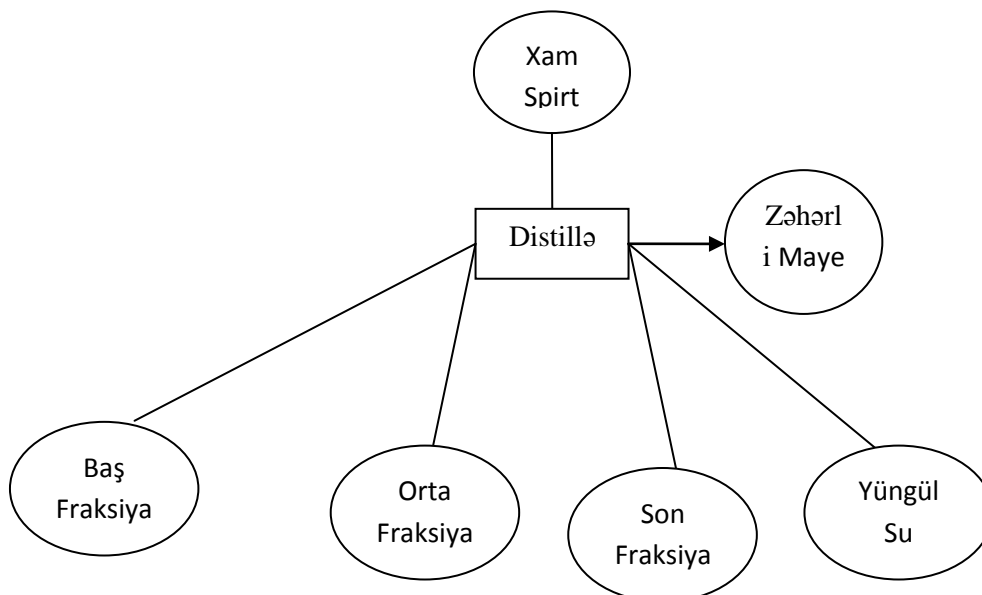 Xam
Spirt
Distillə
Zəhərl
i Maye
Baş
Fraksiya
Orta
Fraksiya
Son
Fraksiya
Yüngül
Su